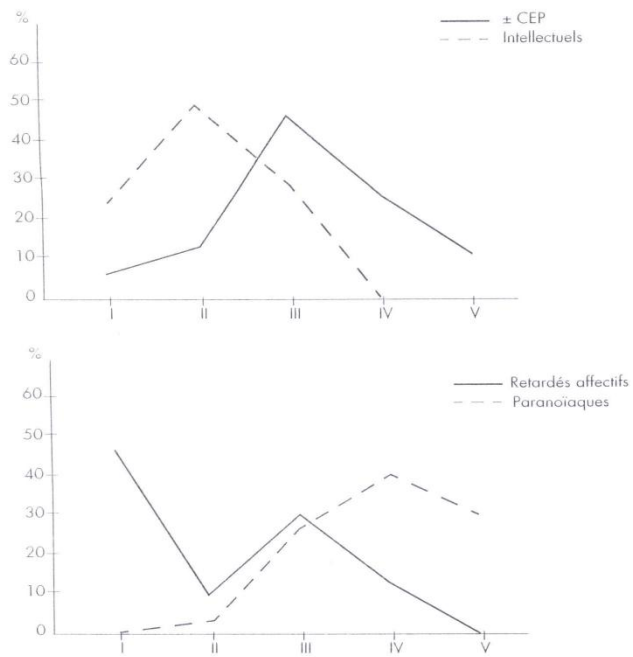 %
± CEP
Intellectuels
60
50
40
30
20
10
0
I II III IV V
%
Retardés affectifs
Paranoïaques
60
50
40
30
20
10
0
I II III IV V